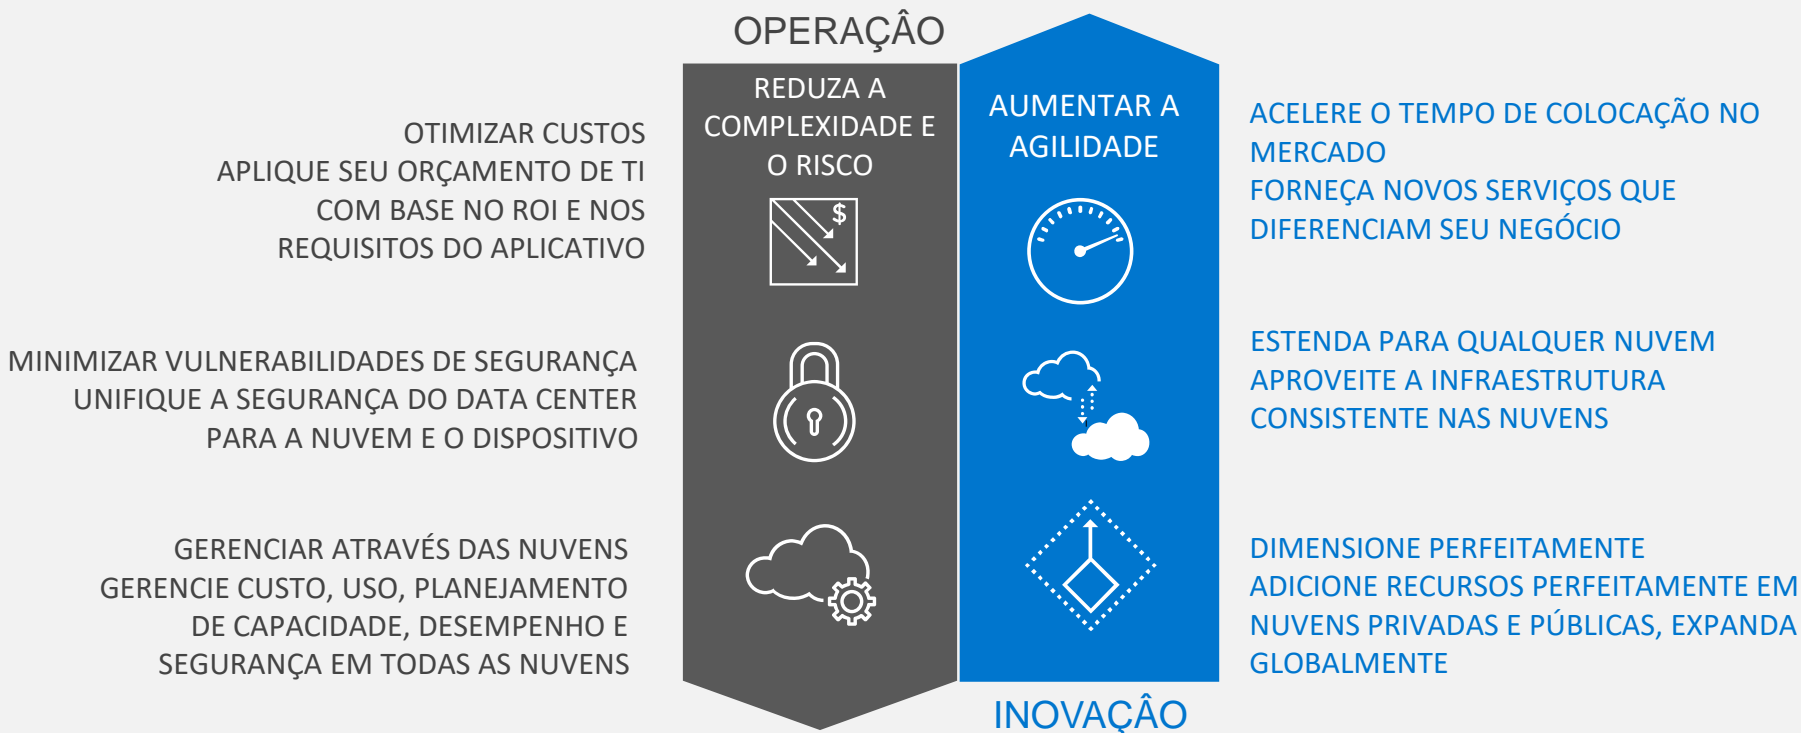 OPERAÇÂO
REDUZA A
COMPLEXIDADE E
O RISCO
OTIMIZAR CUSTOS
APLIQUE SEU ORÇAMENTO DE TI
COM BASE NO ROI E NOS
REQUISITOS DO APLICATIVO
$
MINIMIZAR VULNERABILIDADES DE SEGURANÇA
UNIFIQUE A SEGURANÇA DO DATA CENTER
PARA A NUVEM E O DISPOSITIVO
GERENCIAR ATRAVÉS DAS NUVENS
GERENCIE CUSTO, USO, PLANEJAMENTO
DE CAPACIDADE, DESEMPENHO E
SEGURANÇA EM TODAS AS NUVENS
AUMENTAR A
AGILIDADE
ACELERE O TEMPO DE COLOCAÇÃO NO
MERCADO
FORNEÇA NOVOS SERVIÇOS QUE
DIFERENCIAM SEU NEGÓCIO
ESTENDA PARA QUALQUER NUVEM
APROVEITE A INFRAESTRUTURA
CONSISTENTE NAS NUVENS
DIMENSIONE PERFEITAMENTE
ADICIONE RECURSOS PERFEITAMENTE EM
NUVENS PRIVADAS E PÚBLICAS, EXPANDA
GLOBALMENTE
INOVAÇÂO